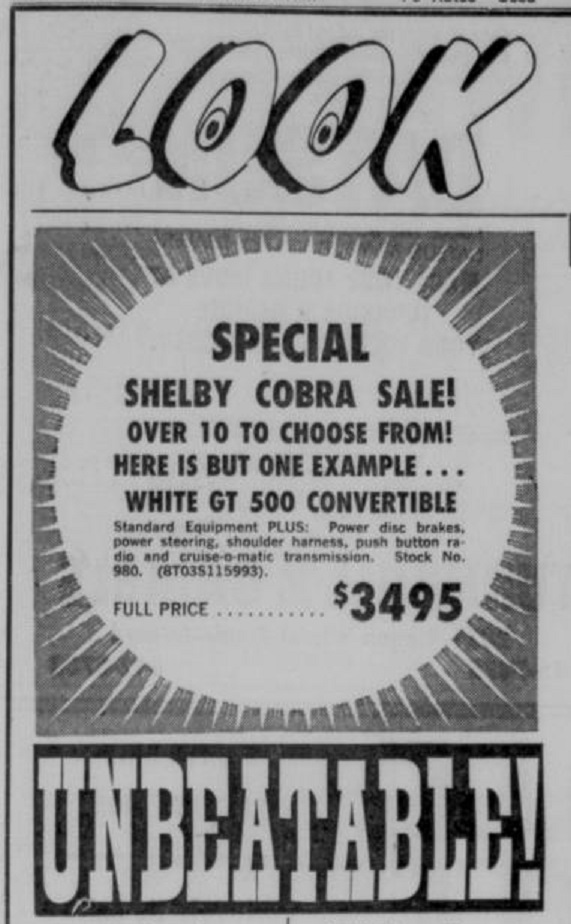 LOOK
SPECIAL
SHELBY COBRA SALE!
OVER 10 TO CHOOSE FROM!
HERE IS BUT ONE EXAMPLE . . .
WHITE GT 500 CONVERTIBLE
Standard Equipment PLUS: Power disc brakes,
power steering, shoulder harness, push button ra-
dio and cruise-o-matic transmission. Stock No.
980. (8T03S115993).
FULL PRICE ........... $3495
UNBEATABLE!